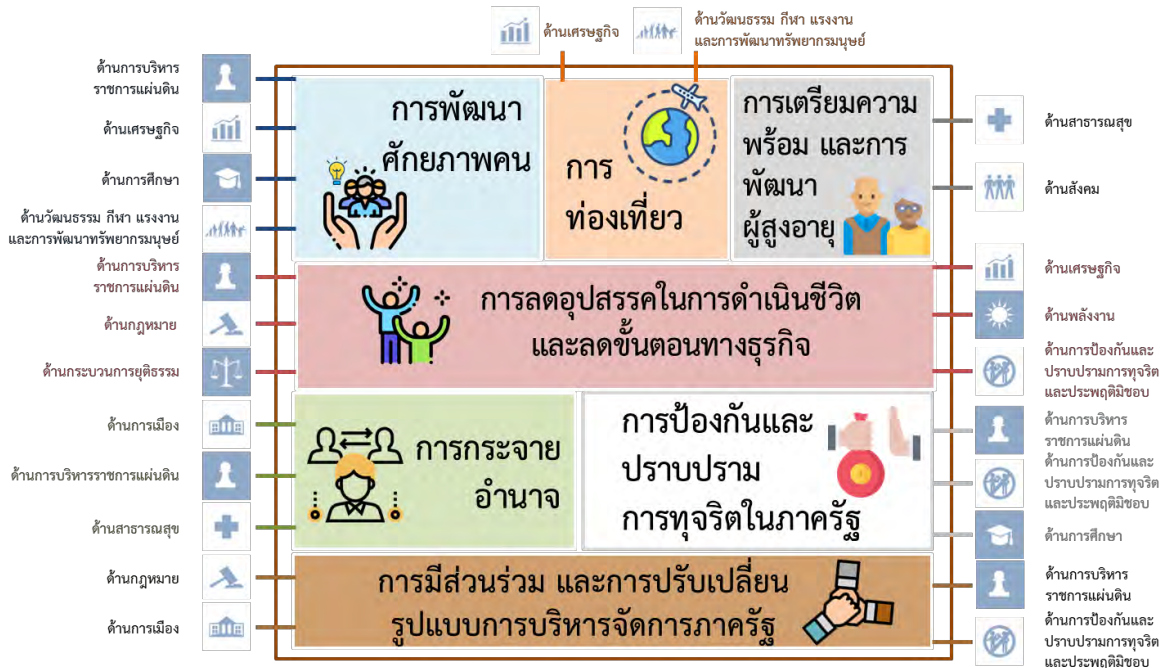 ด้านเศรษฐกิจ
ด้านวัฒนธรรม กีฬา แรงงาน
และการพัฒนาทรัพยากรมนุษย์
ด้านการบริหาร
ราชการแผ่นดิน
ด้านเศรษฐกิจ
ด้านการศึกษา
ด้านวัฒนธรรม กีฬา แรงงาน
และการพัฒนาทรัพยากรมนุษย์
ด้านการบริหาร
ราชการแผ่นดิน
ด้านกฎหมาย
ด้านกระบวนการยุติธรรม
ด้านการเมือง
ด้านการบริหารราชการแผ่นดิน
ด้านสาธารณสุข
ด้านกฎหมาย
ด้านการเมือง
การพัฒนา
ศักยภาพคน
การ
ท่องเที่ยว
การเตรียมความ
พร้อม และการ
พัฒนา
ผู้สูงอายุ
การลดอุปสรรคในการดำเนินชีวิต
และลดขั้นตอนทางธุรกิจ
การกระจาย
อำนาจ
การป้องกันและ
ปราบปราม
การทุจริตในภาครัฐ
การมีส่วนร่วม และการปรับเปลี่ยน
รูปแบบการบริหารจัดการภาครัฐ
ด้านสาธารณสุข
ด้านสังคม
ด้านเศรษฐกิจ
ด้านพลังงาน
ด้านการป้องกันและ
ปราบปรามการทุจริต
และประพฤติมิชอบ
ด้านการบริหาร
ราชการแผ่นดิน
ด้านการป้องกันและ
ปราบปรามการทุจริต
และประพฤติมิชอบ
ด้านการศึกษา
ด้านการบริหาร
ราชการแผ่นดิน
ด้านการป้องกันและ
ปราบปรามการทุจริต
และประพฤติมิชอบ